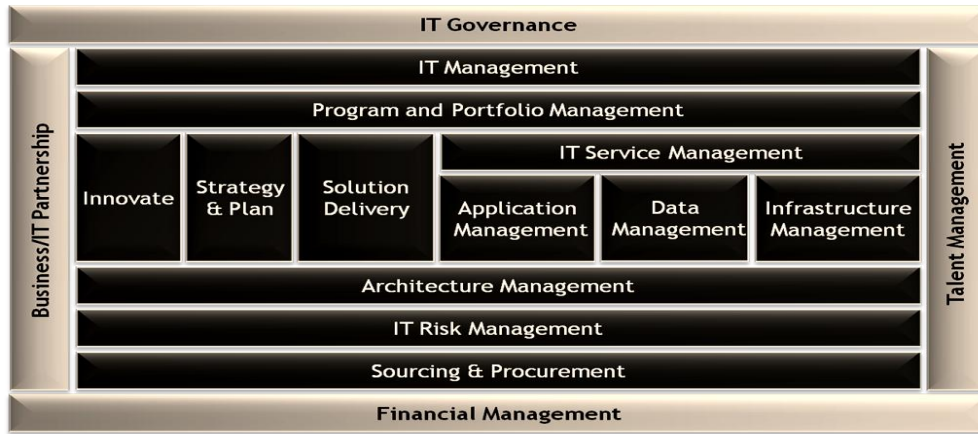 IT Governance
Business/IT Partnership
IT Management
Program and Portfolio Management
Innovate
Strategy
& Plan
Solution
Delivery
IT Service Management
Application
Management
Data
Management
Infrastructure
Management
Architecture Management
IT Risk Management
Sourcing & Procurement
Talent Management
Financial Management